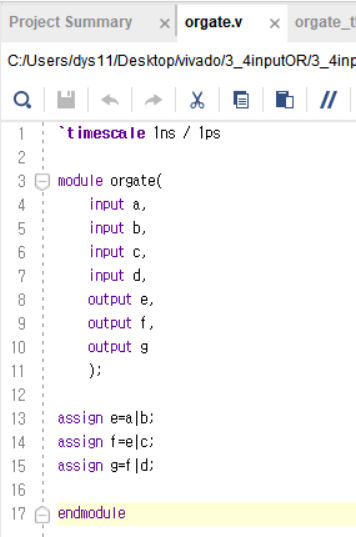 Project Summary × orgate.v × orgate_t
C:/Users/dys11/Desktop/vivado/3_4inputOR/3_4inp
1 `timescale 1ns / 1ps
2
3 module orgate(
4 input a,
5 input b,
6 input c,
7 input d,
8 output e,
9 output f,
10 output g
11 );
12
13 assign e=a|b;
14 assign f=e|c;
15 assign g=f|d;
16
17 endmodule